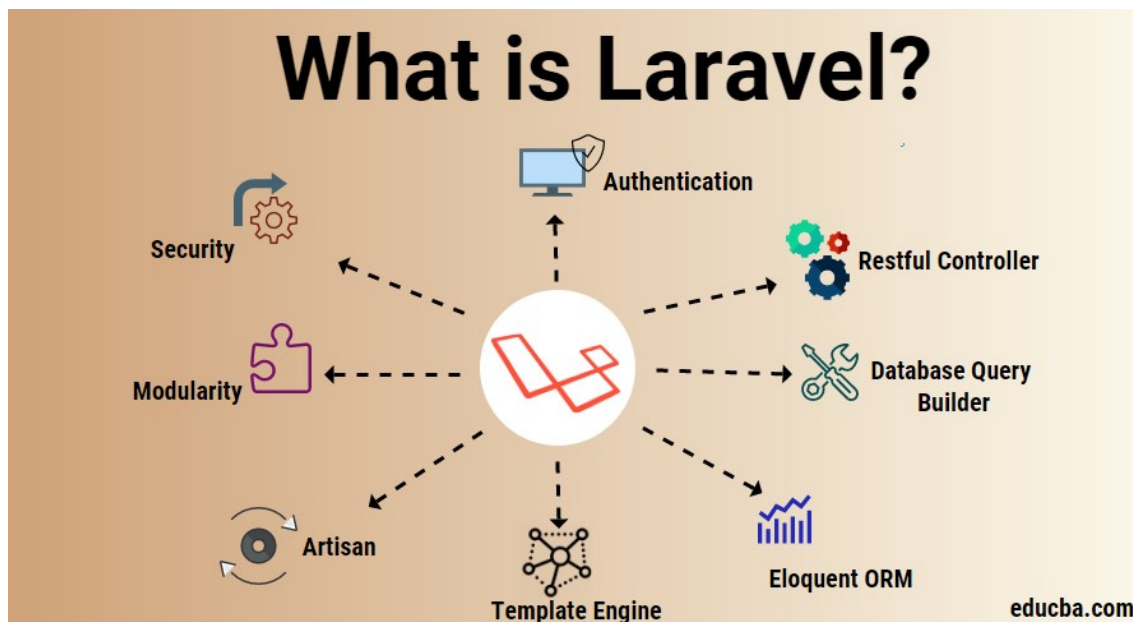 What is Laravel?
Authentication
Security
Restful Controller
Modularity
Database Query
Builder
Artisan
Template Engine
Eloquent ORM
educba.com